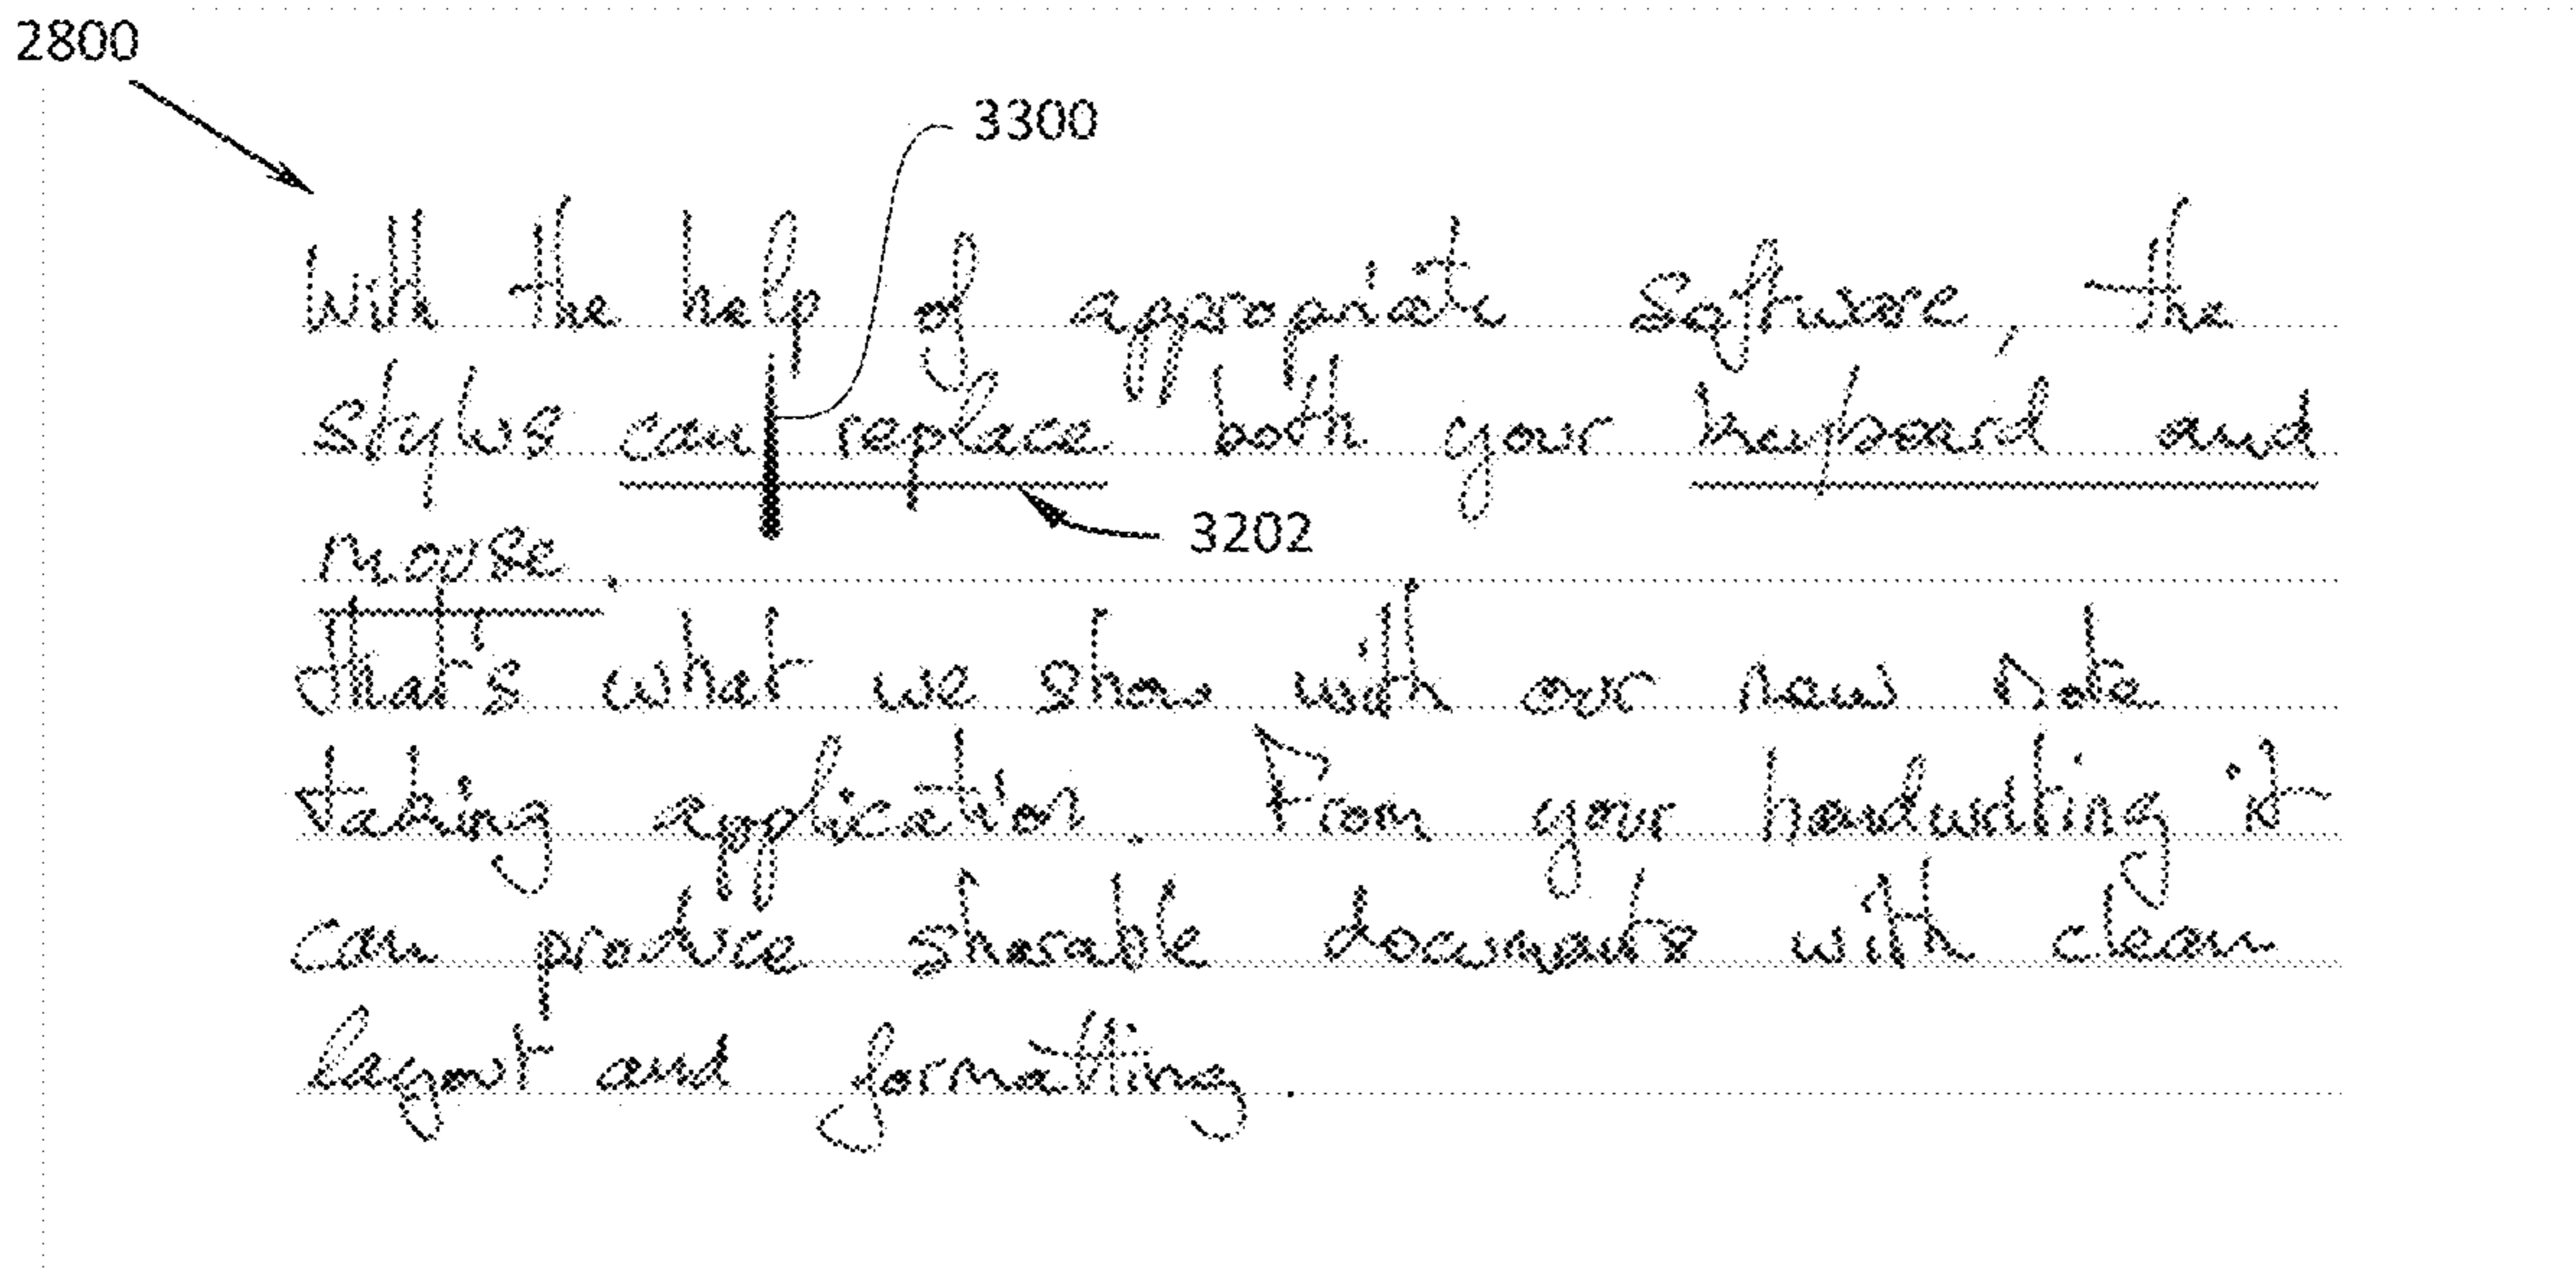 2800
3300
With the help of appropriate software, the
stylus can replace both your keyboard and
3202
mouse.
That's what we show with our new note
taking application. From your handwriting it
can produce sharable documents with clean
layout and formatting.